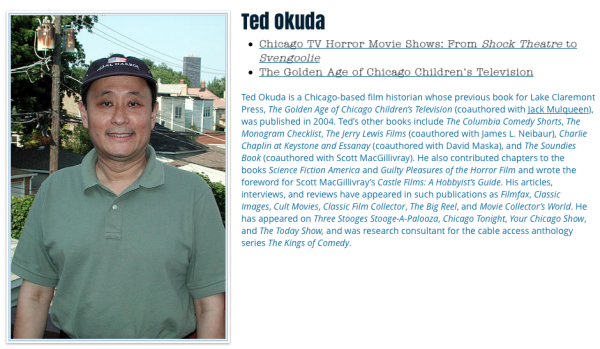 Ted Okuda
Chicago TV Horror Movie Shows: From Shock Theatre to
Svengoolie
The Golden Age of Chicago Children's Television
Ted Okuda is a Chicago-based film historian whose previous book for Lake Claremont
Press, The Golden Age of Chicago Children's Television (coauthored with Jack Mulqueen),
was published in 2004. Ted's other books include The Columbia Comedy Shorts, The
Monogram Checklist, The Jerry Lewis Films (coauthored with James L. Neibaur), Charlie
Chaplin at Keystone and Essanay (coauthored with David Maska), and The Soundies
Book (coauthored with Scott MacGillivray). He also contributed chapters to the
books Science Fiction America and Guilty Pleasures of the Horror Film and wrote the
foreword for Scott MacGillivray's Castle Films: A Hobbyist's Guide. His articles,
interviews, and reviews have appeared in such publications as Filmfax, Classic
Images, Cult Movies, Classic Film Collector, The Big Reel, and Movie Collector's World. He
has appeared on Three Stooges Stooge-A-Palooza, Chicago Tonight, Your Chicago Show,
and The Today Show, and was research consultant for the cable access anthology
series The Kings of Comedy.